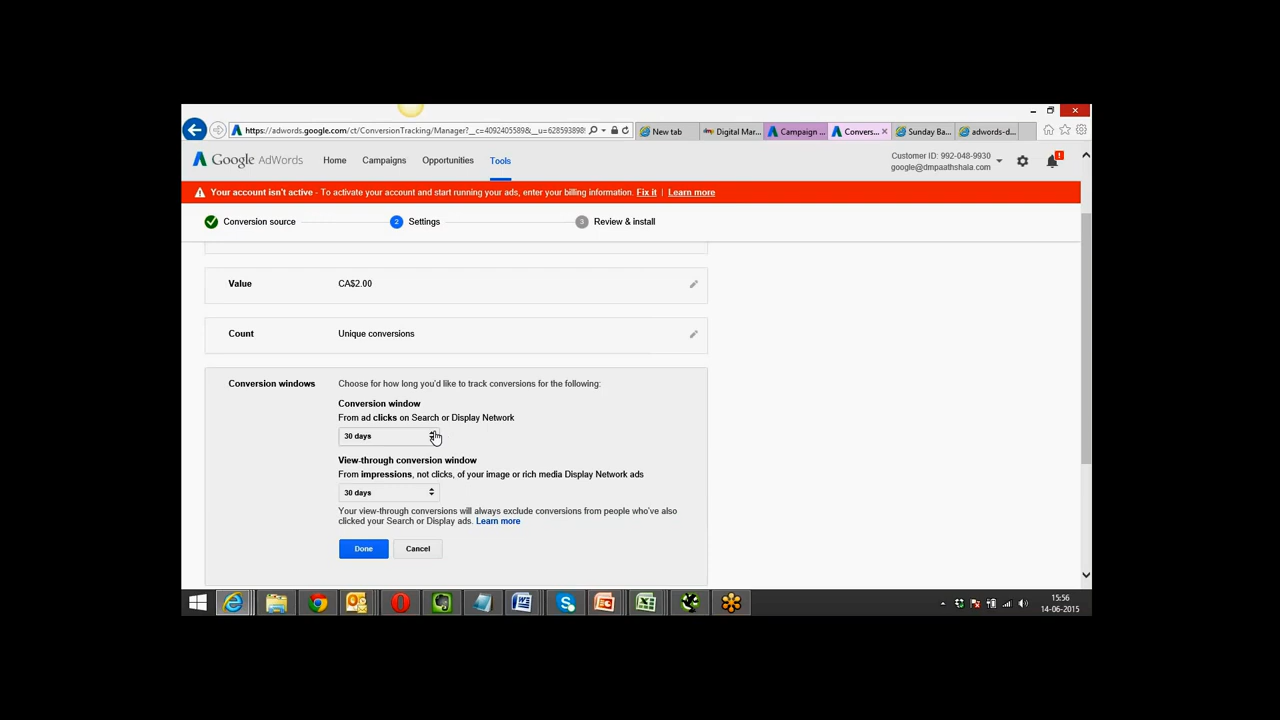 https://adwords.google.com/ct/ConversionTracking/Manager?__c=4092405589&__u=628593898
New tab
Digital Mar...
Campaign ...
Convers...
Sunday Ba...
adwords-d...
Google AdWords
Home
Campaigns
Opportunities
Tools
Customer ID: 992-048-9930
google@dmpaathshala.com
Your account isn't active - To activate your account and start running your ads, enter your billing information. Fix it | Learn more
Conversion source
2 Settings
3 Review & install
Value CA$2.00
Count Unique conversions
Conversion windows Choose for how long you'd like to track conversions for the following:
Conversion window
From ad clicks on Search or Display Network
30 days
View-through conversion window
From impressions, not clicks, of your image or rich media Display Network ads
30 days
Your view-through conversions will always exclude conversions from people who've also
clicked your Search or Display ads. Learn more
Done Cancel
15:56
14-06-2015